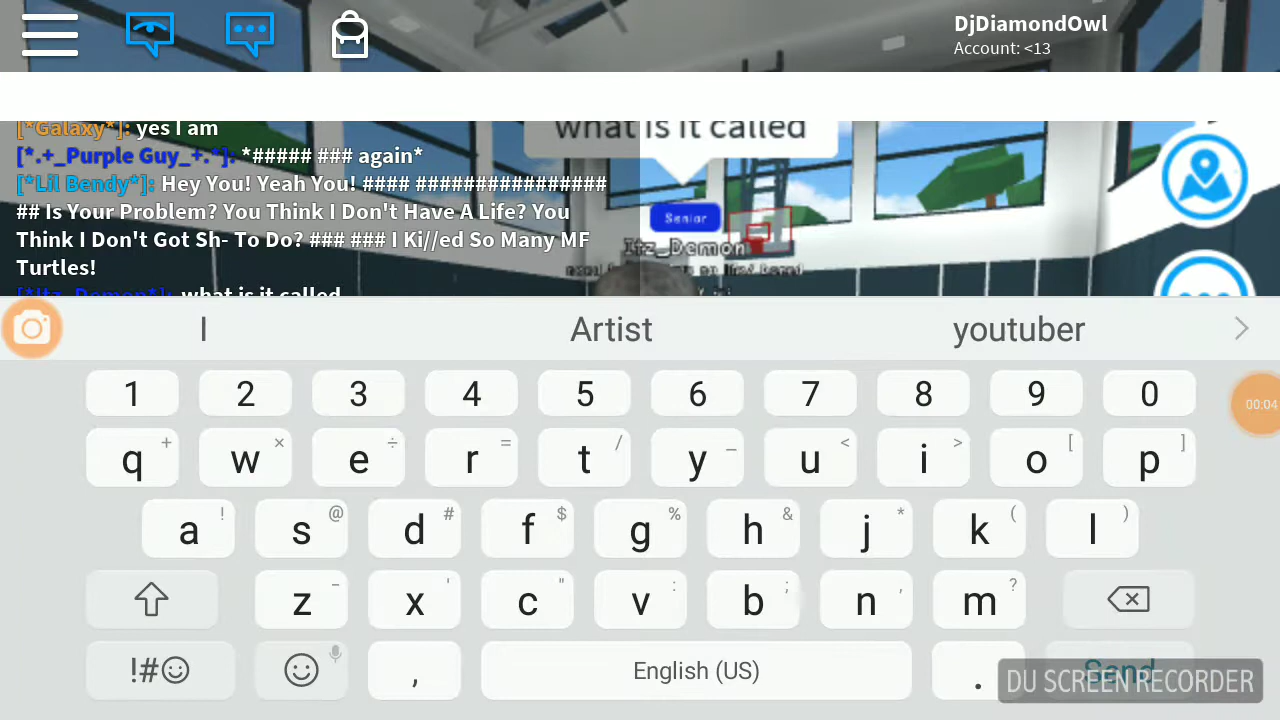 DjDiamondOwl
Account: <13
[*Galaxy*]: yes I am
[*.+_Purple Guy_+.*]: *##### ### again*
[*Lil Bendy*]: Hey You! Yeah You! #### ################
## Is Your Problem? You Think I Don't Have A Life? You
Think I Don't Got Sh- To Do? ### ### I Ki//ed So Many MF
Turtles!
[*Itz_Demon*]: what is it called
what is it called
Senior
Itz_Demon
I Artist youtuber
00:04
1 2 3 4 5 6 7 8 9 0
q + w × e ÷ r = t / y _ u < i > o [ p ]
a ! s @ d # f $ g % h & j * k ( l )
z - x ' c " v : b ; n , m ?
!#☺ , English (US) . Send
DU SCREEN RECORDER